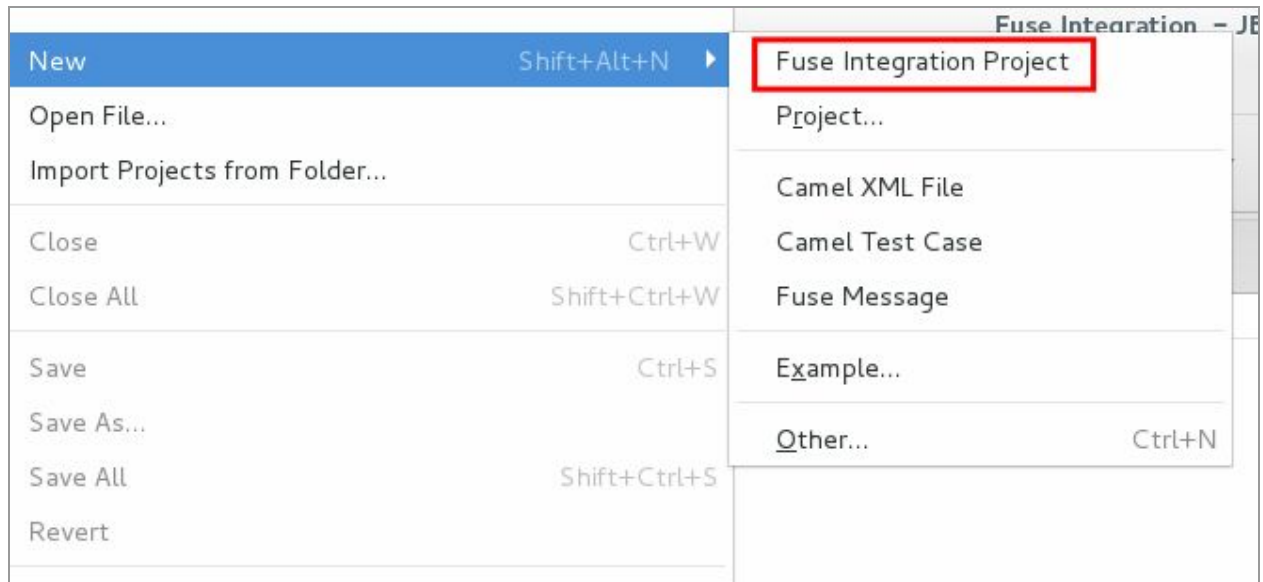 Fuse Integration - JB
New Shift+Alt+N
Open File...
Import Projects from Folder...
Close Ctrl+W
Close All Shift+Ctrl+W
Save Ctrl+S
Save As...
Save All Shift+Ctrl+S
Revert
Fuse Integration Project
Project...
Camel XML File
Camel Test Case
Fuse Message
Example...
Other... Ctrl+N